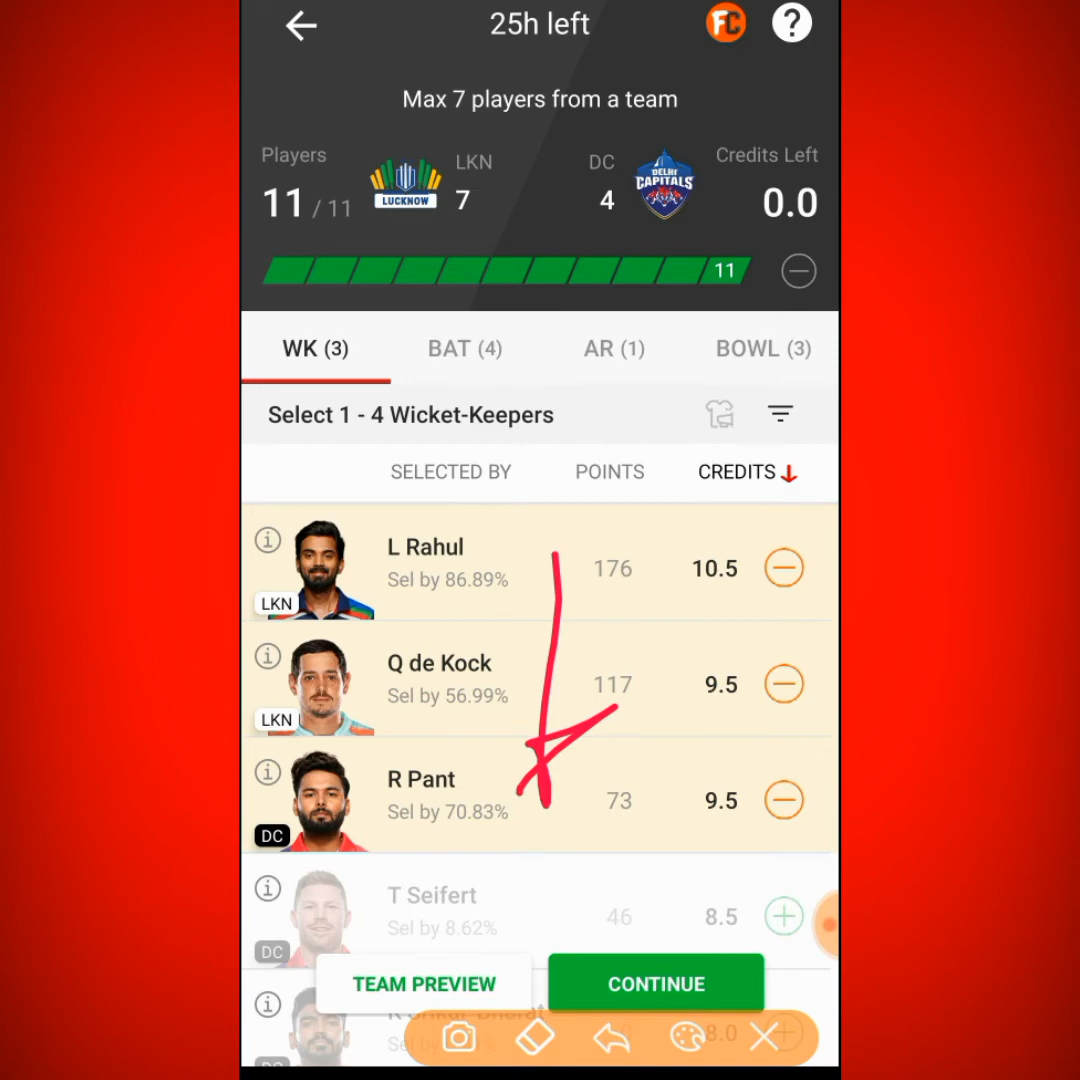 25h left
FC
?
Max 7 players from a team
Players
11 / 11
LUCKNOW
LKN
7
DC
4
DELHI
CAPITALS
Credits Left
0.0
11
WK (3)
BAT (4)
AR (1)
BOWL (3)
Select 1 - 4 Wicket-Keepers
SELECTED BY
POINTS
CREDITS
L Rahul
Sel by 86.89%
LKN
176
10.5
Q de Kock
Sel by 56.99%
LKN
117
9.5
R Pant
Sel by 70.83%
DC
73
9.5
T Seifert
Sel by 8.62%
DC
46
8.5
TEAM PREVIEW
CONTINUE
8.0